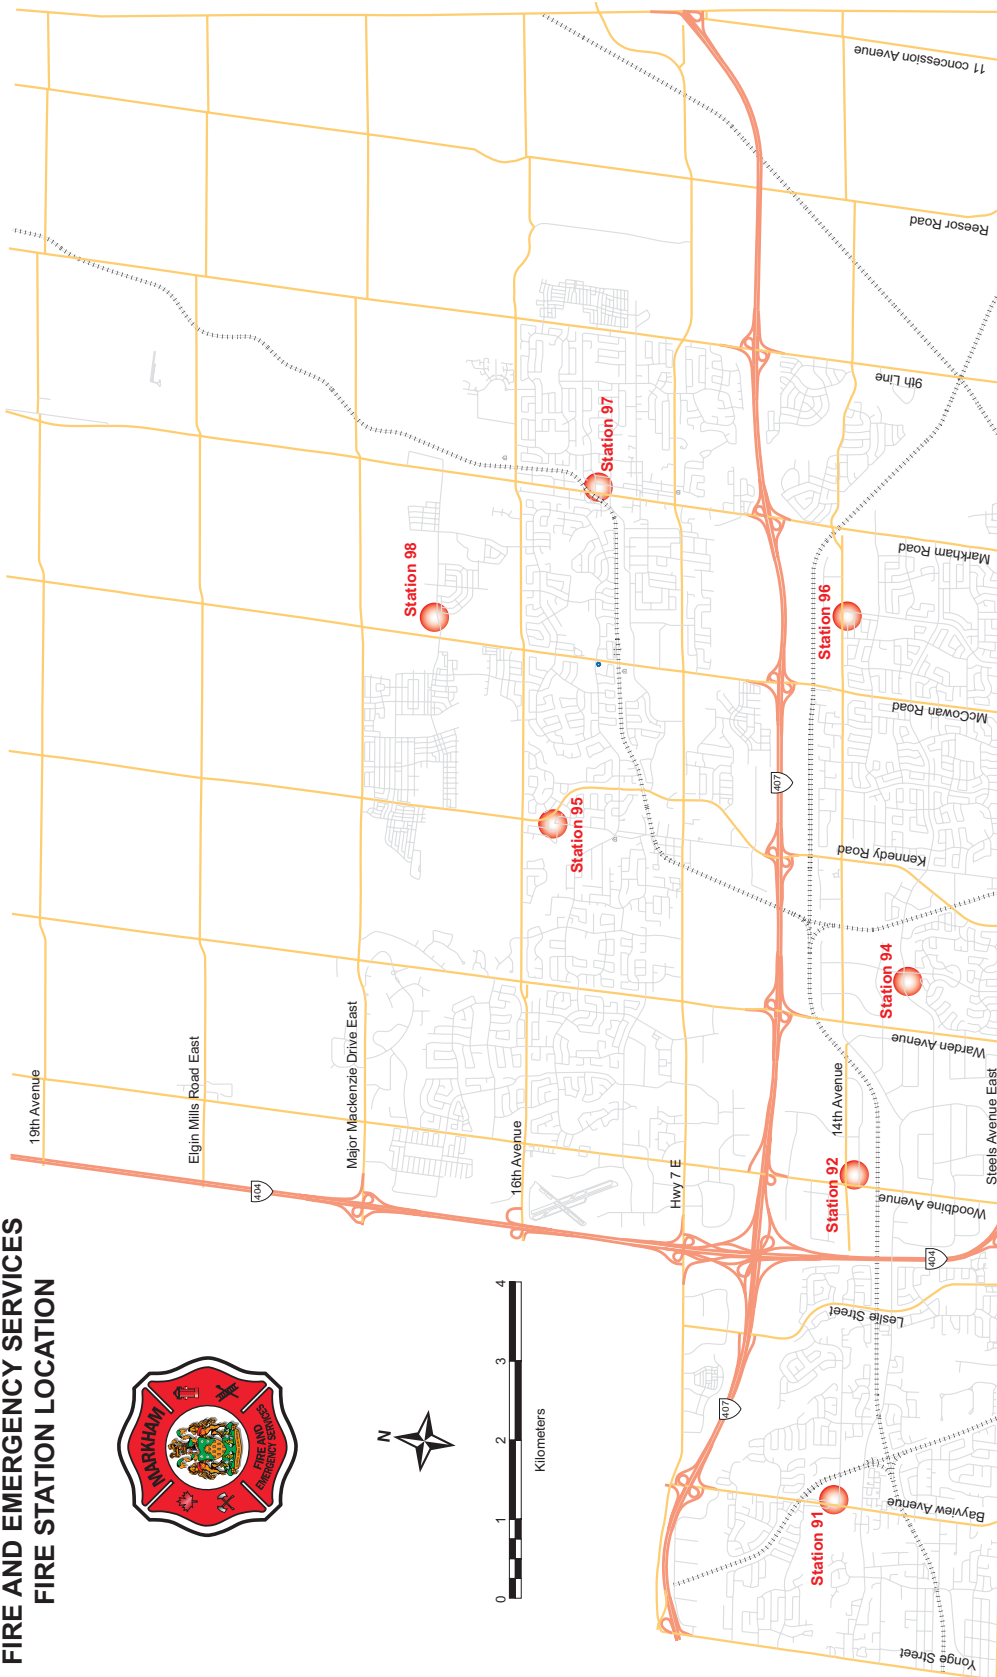 FIRE AND EMERGENCY SERVICES
FIRE STATION LOCATION
MARKHAM
FIRE AND
EMERGENCY SERVICES
N
0 1 2 3 4
Kilometers
19th Avenue
Elgin Mills Road East
Major Mackenzie Drive East
16th Avenue
Hwy 7 E
14th Avenue
Steels Avenue East
Yonge Street
Bayview Avenue
Leslie Street
Woodbine Avenue
Warden Avenue
Kennedy Road
McCowan Road
Markham Road
9th Line
Reesor Road
11 concession Avenue
404
404
407
407
Station 91
Station 92
Station 94
Station 95
Station 96
Station 97
Station 98